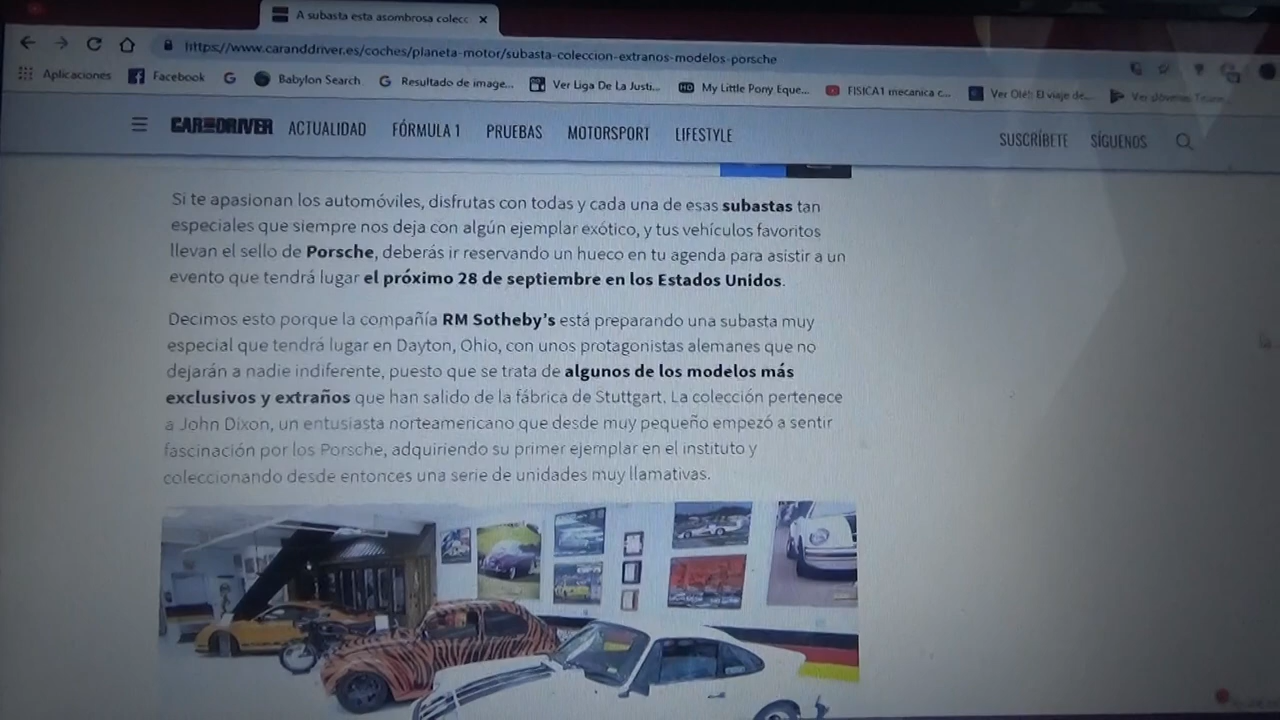 A subasta esta asombrosa colecc
https://www.caranddriver.es/coches/planeta-motor/subasta-coleccion-extranos-modelos-porsche
Aplicaciones Facebook Babylon Search Resultado de image... Ver Liga De La Justi... My Little Pony Eque... FISICA1 mecanica c... Ver Olé!: El viaje de...
CAR AND DRIVER ACTUALIDAD FÓRMULA 1 PRUEBAS MOTORSPORT LIFESTYLE SUSCRÍBETE SÍGUENOS
Si te apasionan los automóviles, disfrutas con todas y cada una de esas subastas tan
especiales que siempre nos deja con algún ejemplar exótico, y tus vehículos favoritos
llevan el sello de Porsche, deberás ir reservando un hueco en tu agenda para asistir a un
evento que tendrá lugar el próximo 28 de septiembre en los Estados Unidos.
Decimos esto porque la compañía RM Sotheby's está preparando una subasta muy
especial que tendrá lugar en Dayton, Ohio, con unos protagonistas alemanes que no
dejarán a nadie indiferente, puesto que se trata de algunos de los modelos más
exclusivos y extraños que han salido de la fábrica de Stuttgart. La colección pertenece
a John Dixon, un entusiasta norteamericano que desde muy pequeño empezó a sentir
fascinación por los Porsche, adquiriendo su primer ejemplar en el instituto y
coleccionando desde entonces una serie de unidades muy llamativas.